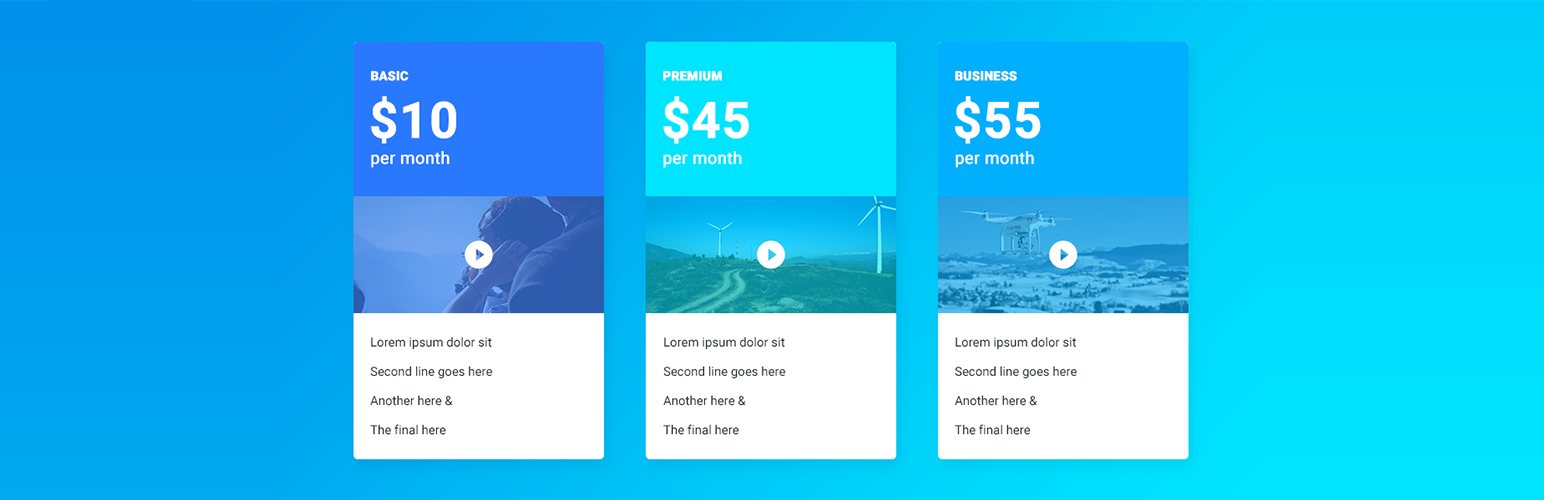 BASIC
$10
per month
Lorem ipsum dolor sit
Second line goes here
Another here &
The final here
PREMIUM
$45
per month
Lorem ipsum dolor sit
Second line goes here
Another here &
The final here
BUSINESS
$55
per month
Lorem ipsum dolor sit
Second line goes here
Another here &
The final here